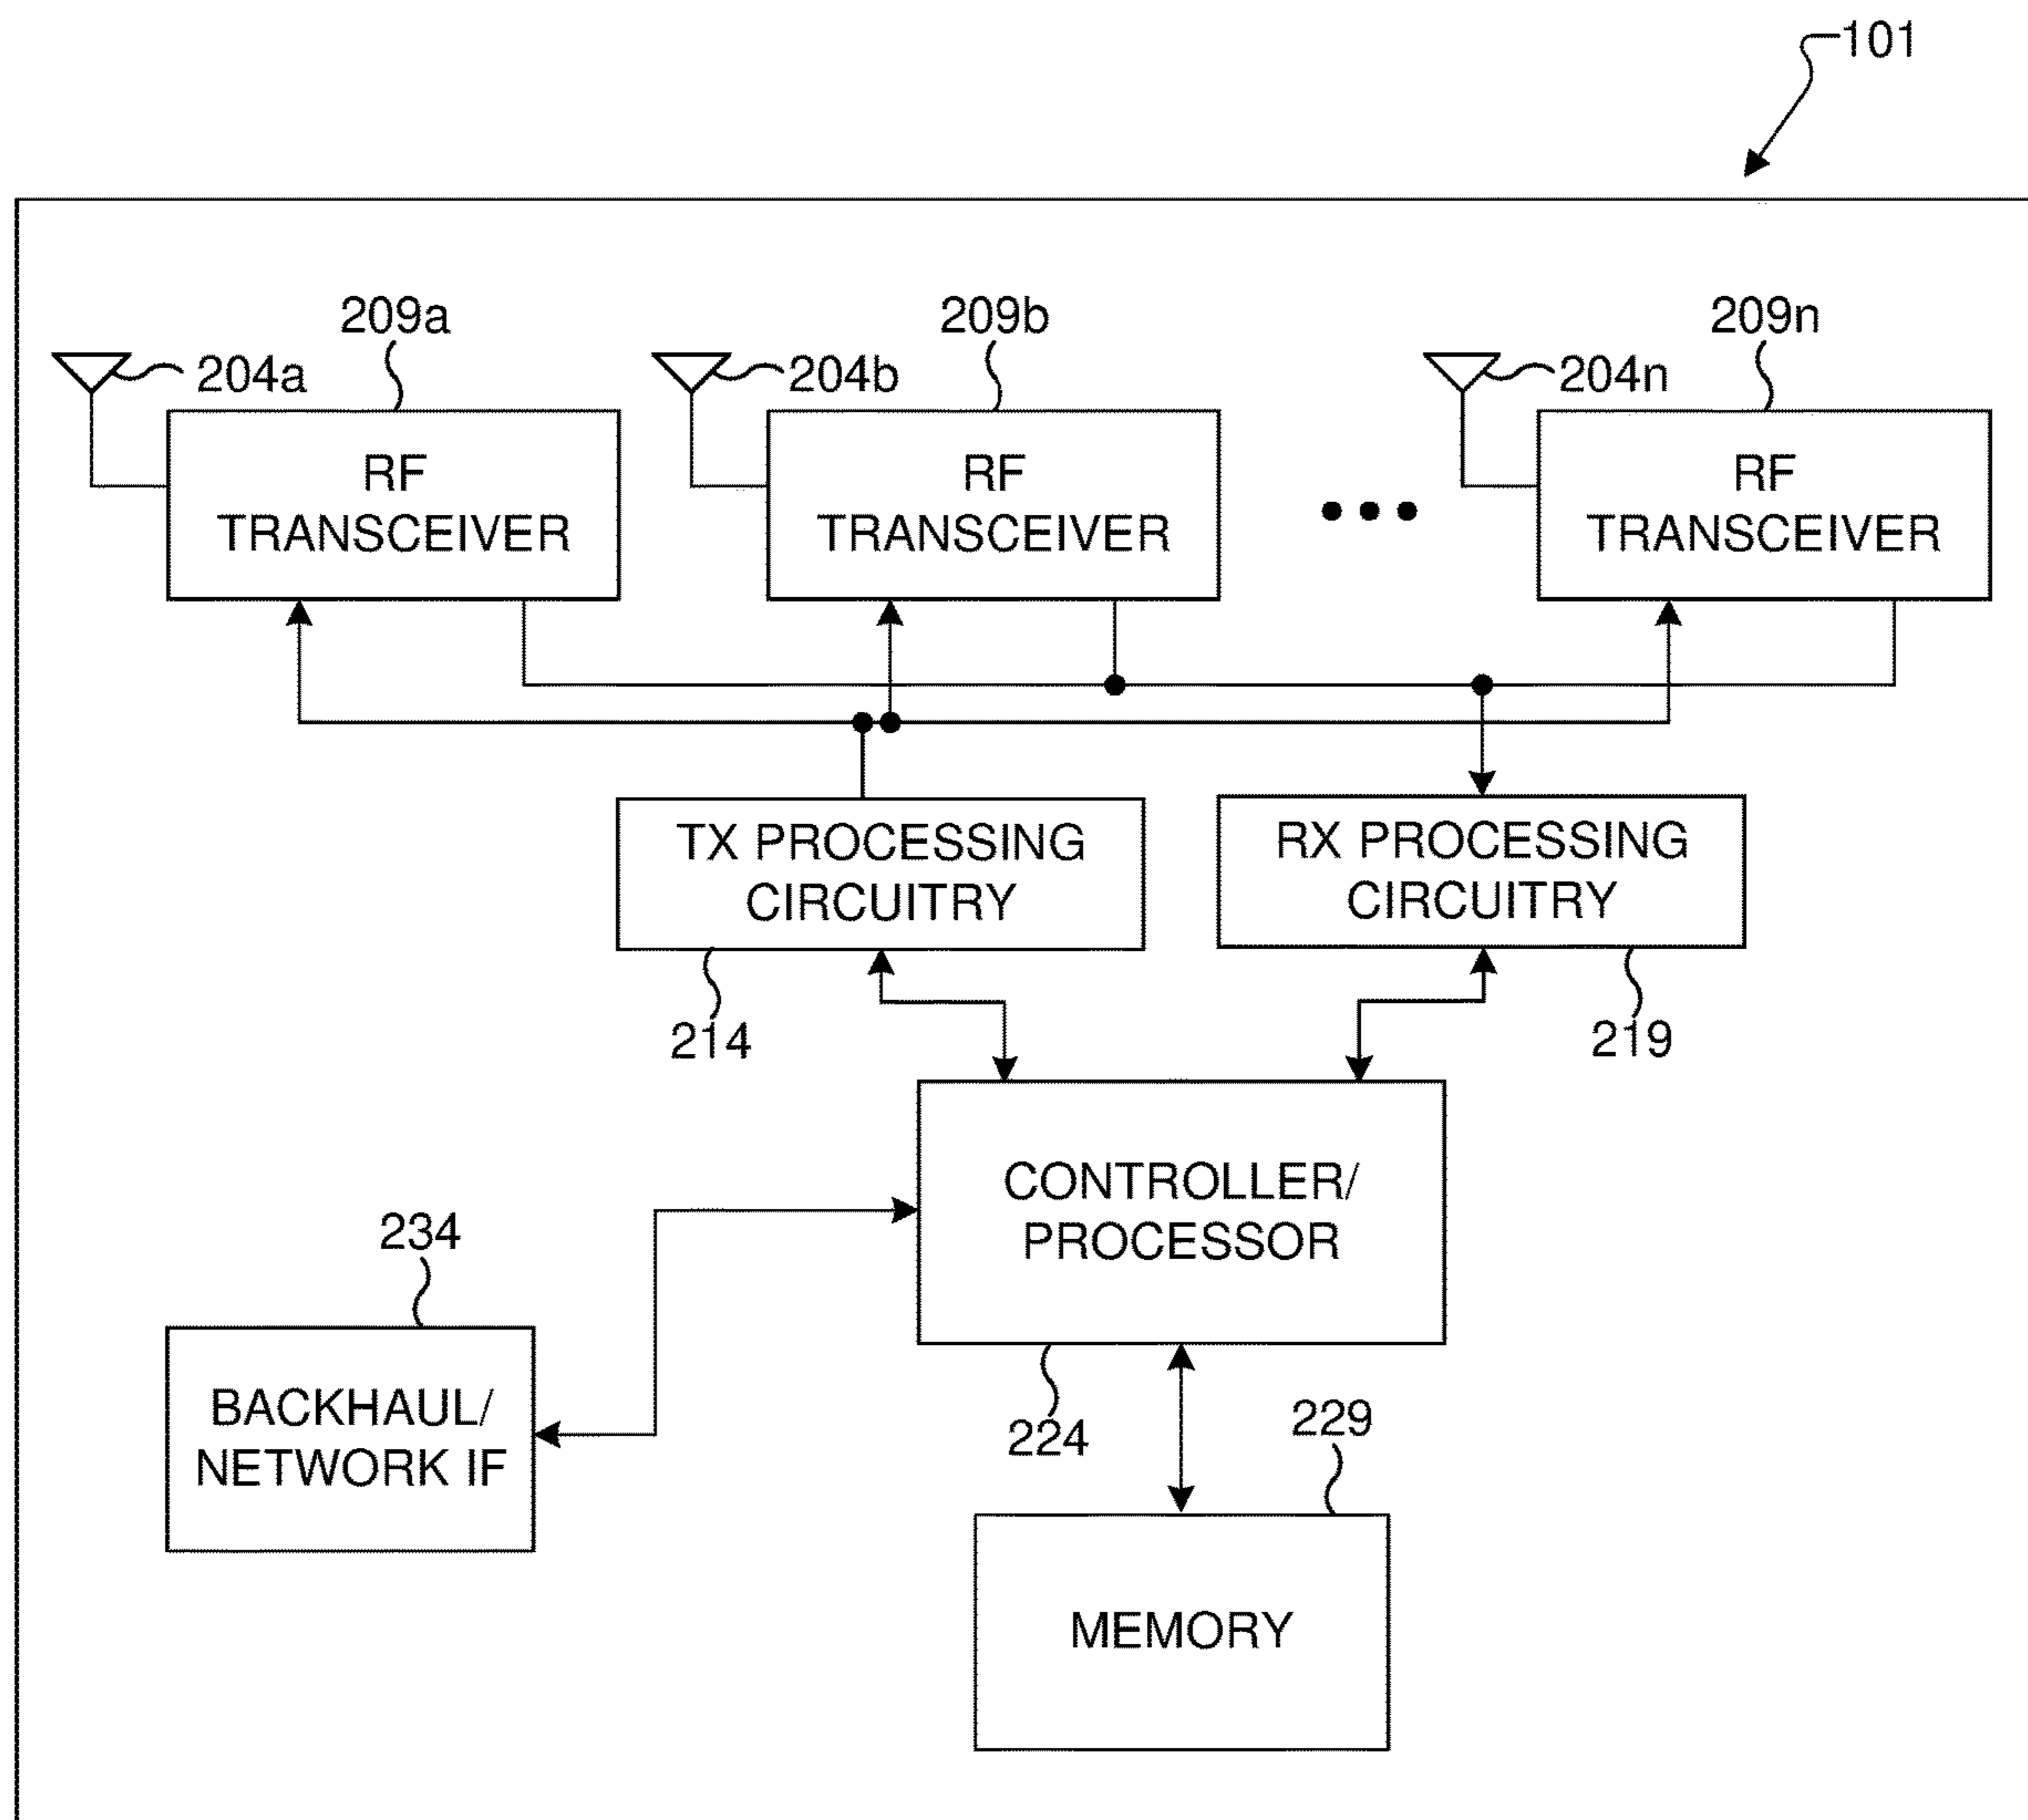 101
209a
209b
209n
204a
204b
204n
RF
TRANSCEIVER
RF
TRANSCEIVER
RF
TRANSCEIVER
TX PROCESSING
CIRCUITRY
RX PROCESSING
CIRCUITRY
214
219
CONTROLLER/
PROCESSOR
234
BACKHAUL/
NETWORK IF
224
229
MEMORY